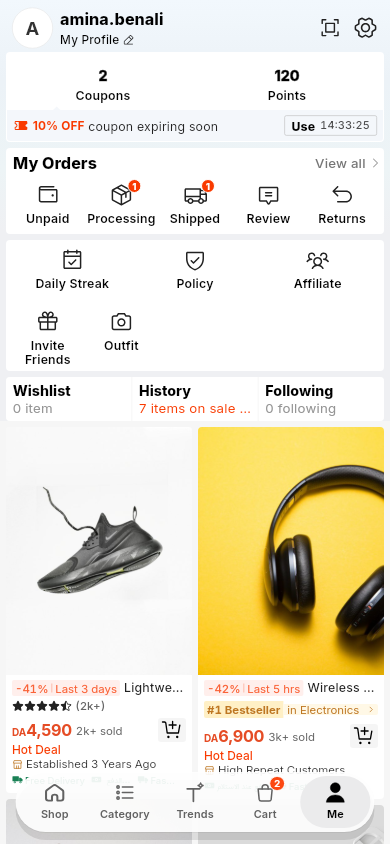 A
amina.benali
My Profile
2
Coupons
120
Points
10% OFF coupon expiring soon
Use 14:33:25
My Orders
View all
1
1
Unpaid
Processing
Shipped
Review
Returns
Daily Streak
Policy
Affiliate
Invite
Friends
Outfit
Wishlist
0 item
History
7 items on sale ...
Following
0 following
-41% Last 3 days Lightwe...
(2k+)
DA4,590 2k+ sold
Hot Deal
Established 3 Years Ago
Free Delivery
-42% Last 5 hrs Wireless ...
#1 Bestseller in Electronics
DA6,900 3k+ sold
Hot Deal
High Repeat Customers
2
Shop
Category
Trends
Cart
Me